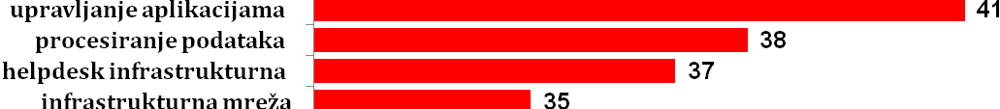 upravljanje aplikacijama 41
procesiranje podataka 38
helpdesk infrastrukturna 37
infrastrukturna mreža 35